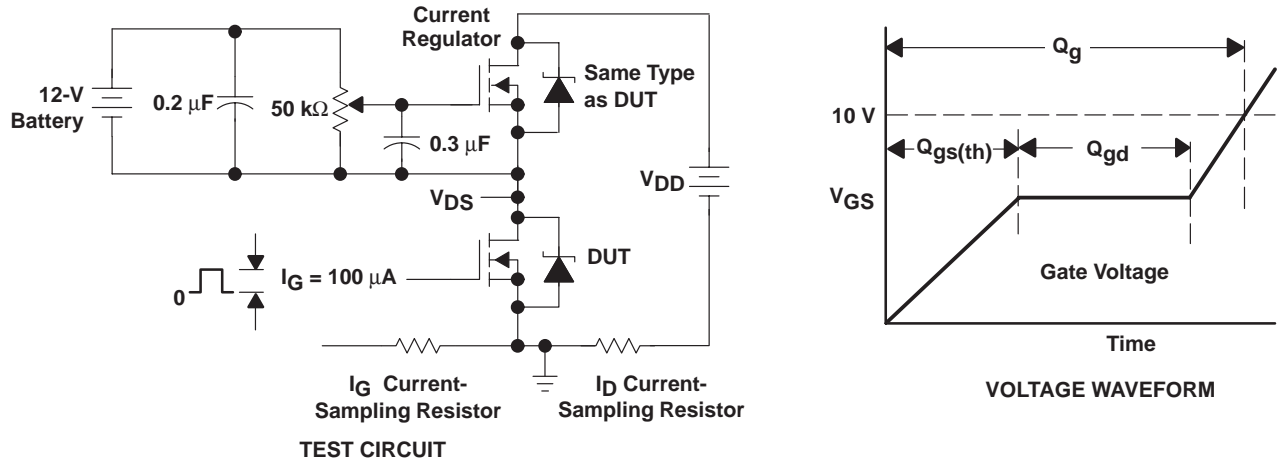 Current
Regulator
Same Type
as DUT
12-V
Battery
0.2 μF
50 kΩ
0.3 μF
VDD
VDS
DUT
0
IG = 100 μA
IG Current-
Sampling Resistor
ID Current-
Sampling Resistor
TEST CIRCUIT
Qg
10 V
Qgs(th)
Qgd
VGS
Gate Voltage
Time
VOLTAGE WAVEFORM